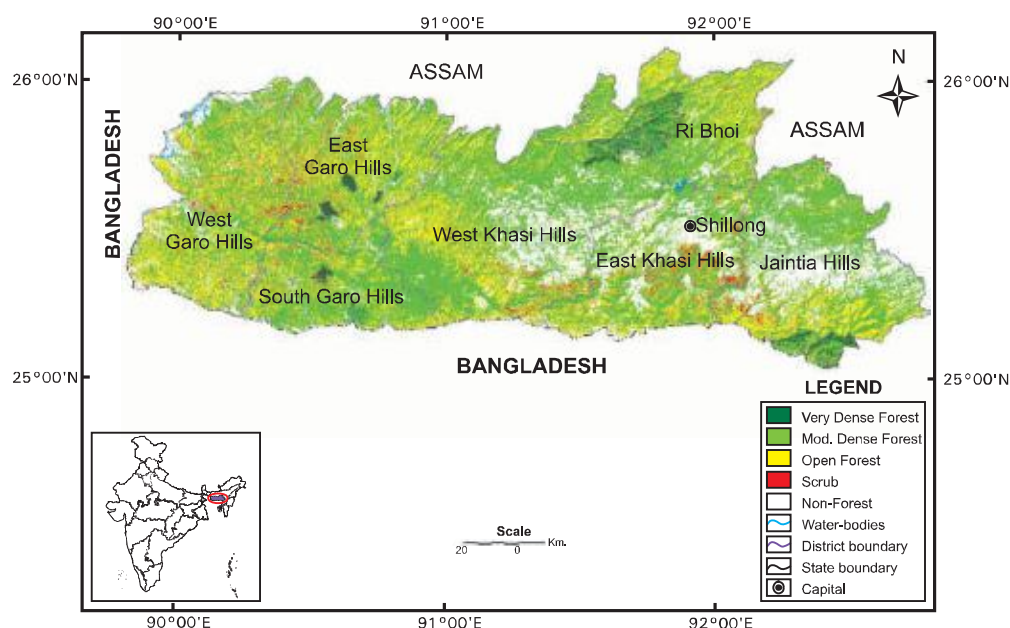 90°00'E
91°00'E
92°00'E
26°00'N
26°00'N
ASSAM
N
BANGLADESH
ASSAM
Ri Bhoi
East
Garo Hills
West
Garo Hills
West Khasi Hills
Shillong
East Khasi Hills
Jaintia Hills
South Garo Hills
BANGLADESH
25°00'N
25°00'N
LEGEND
Very Dense Forest
Mod. Dense Forest
Open Forest
Scrub
Non-Forest
Water-bodies
District boundary
State boundary
Capital
Scale
20 0 Km.
90°00'E
91°00'E
92°00'E